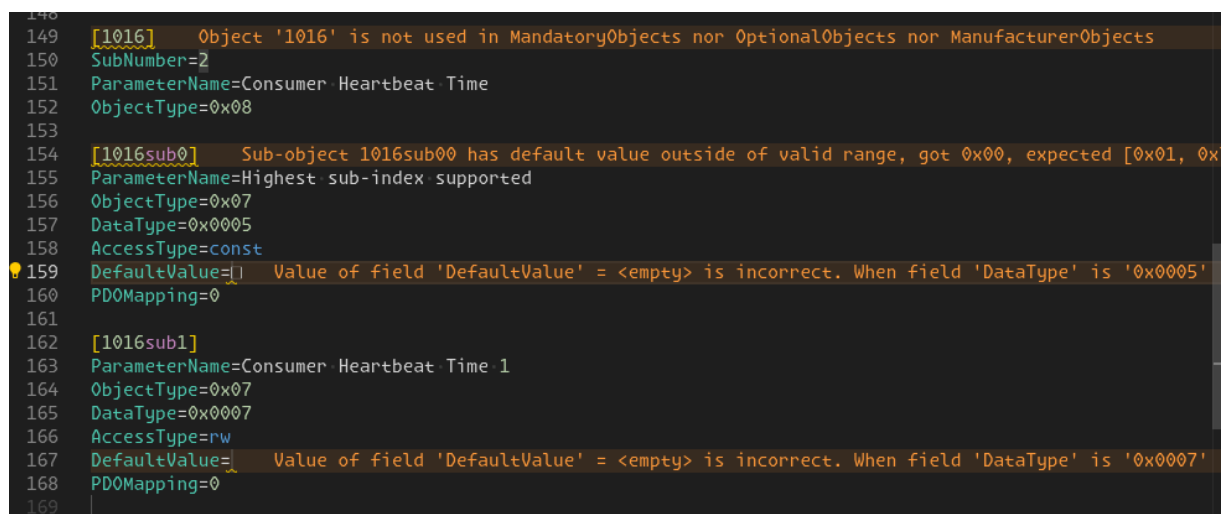 148
149 [1016] Object '1016' is not used in MandatoryObjects nor OptionalObjects nor ManufacturerObjects
150 SubNumber=2
151 ParameterName=Consumer Heartbeat Time
152 ObjectType=0x08
153
154 [1016sub0] Sub-object 1016sub00 has default value outside of valid range, got 0x00, expected [0x01, 0x
155 ParameterName=Highest sub-index supported
156 ObjectType=0x07
157 DataType=0x0005
158 AccessType=const
159 DefaultValue= Value of field 'DefaultValue' = <empty> is incorrect. When field 'DataType' is '0x0005'
160 PDOMapping=0
161
162 [1016sub1]
163 ParameterName=Consumer Heartbeat Time 1
164 ObjectType=0x07
165 DataType=0x0007
166 AccessType=rw
167 DefaultValue= Value of field 'DefaultValue' = <empty> is incorrect. When field 'DataType' is '0x0007'
168 PDOMapping=0
169